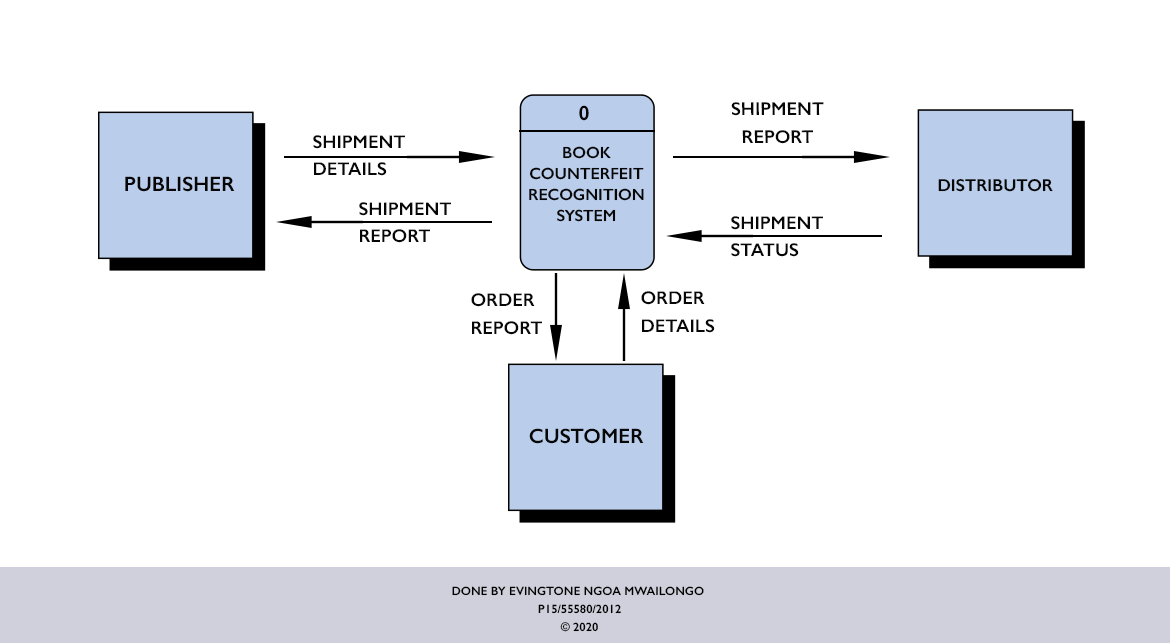 PUBLISHER
SHIPMENT
DETAILS
SHIPMENT
REPORT
0
BOOK
COUNTERFEIT
RECOGNITION
SYSTEM
SHIPMENT
REPORT
SHIPMENT
STATUS
DISTRIBUTOR
ORDER
REPORT
ORDER
DETAILS
CUSTOMER
DONE BY EVINGTONE NGOA MWAILONGO
P15/55580/2012
© 2020